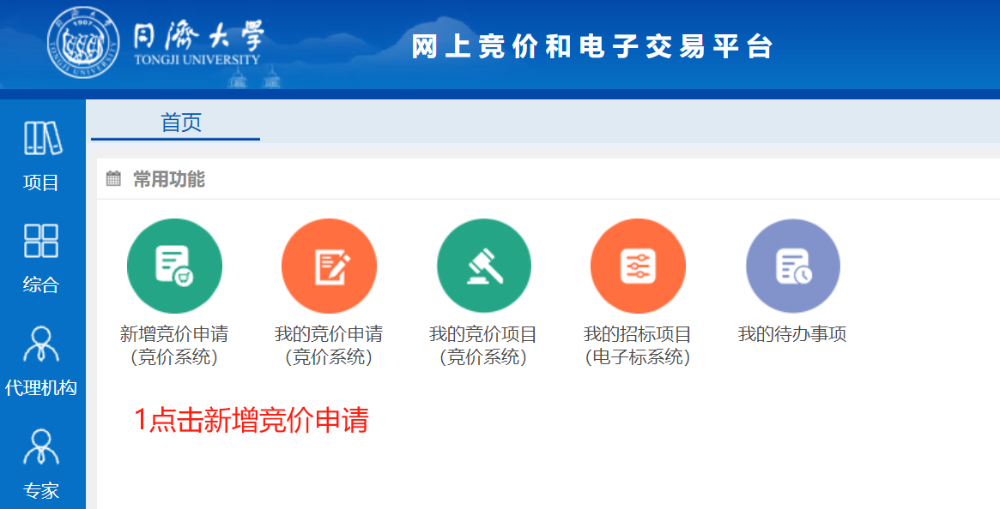 同濟大學
TONGJI UNIVERSITY
1907
网上竞价和电子交易平台
首页
项目
综合
代理机构
专家
常用功能
新增竞价申请
（竞价系统）
我的竞价申请
（竞价系统）
我的竞价项目
（竞价系统）
我的招标项目
（电子标系统）
我的待办事项
1点击新增竞价申请